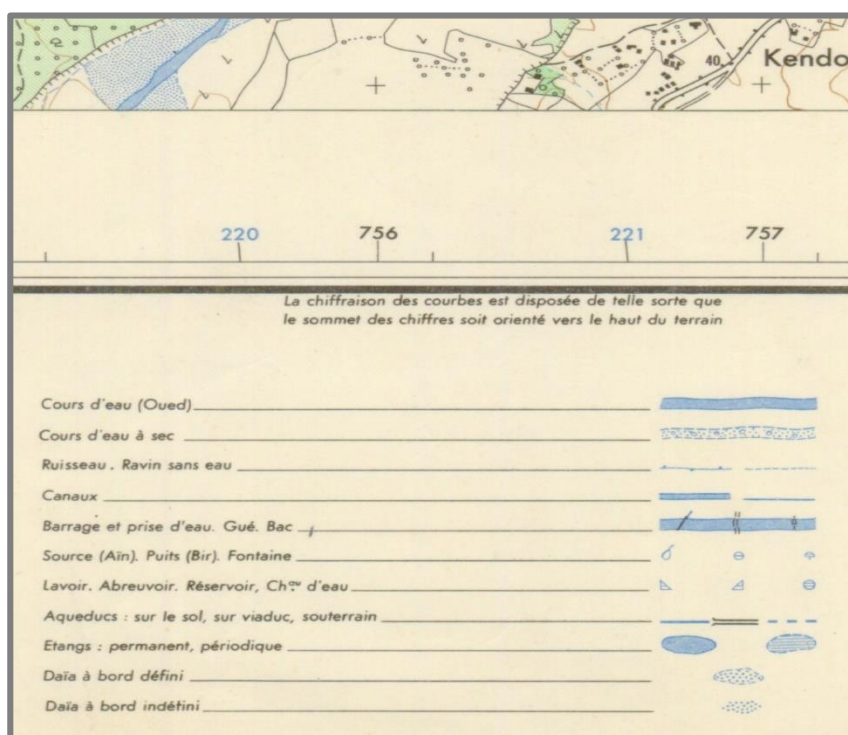 40
Kendo
220 756 221 757
La chiffraison des courbes est disposée de telle sorte que
le sommet des chiffres soit orienté vers le haut du terrain
Cours d'eau (Oued)
Cours d'eau à sec
Ruisseau. Ravin sans eau
Canaux
Barrage et prise d'eau. Gué. Bac
Source (Aïn). Puits (Bir). Fontaine
Lavoir. Abreuvoir. Réservoir, Chau d'eau
Aqueducs : sur le sol, sur viaduc, souterrain
Etangs : permanent, périodique
Daïa à bord défini
Daïa à bord indéfini